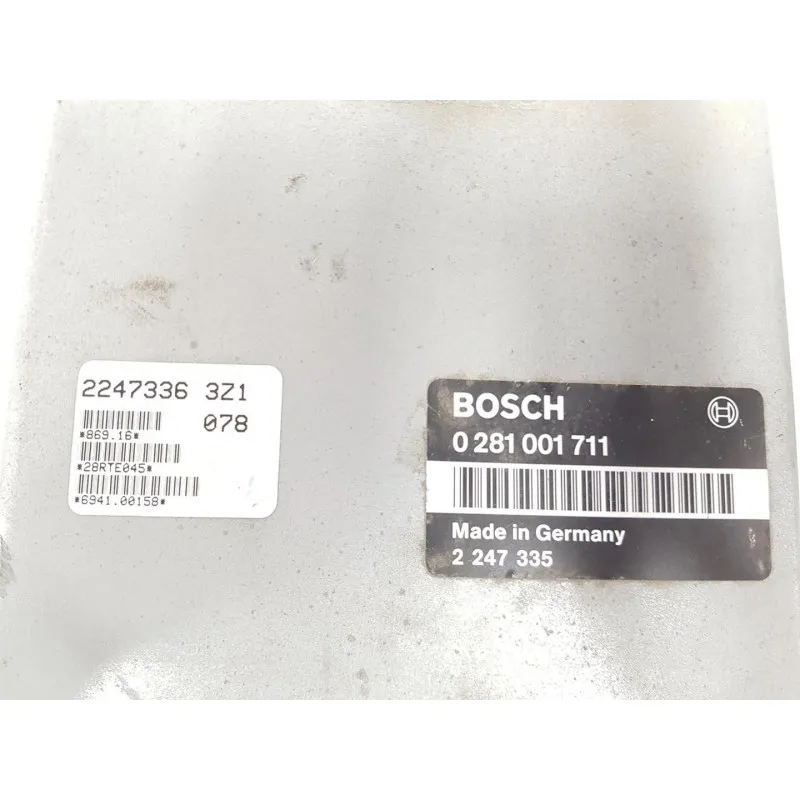 2247336 3Z1
078
*869.16*
*28RTE045*
*6941.00158*
BOSCH
0 281 001 711
Made in Germany
2 247 335